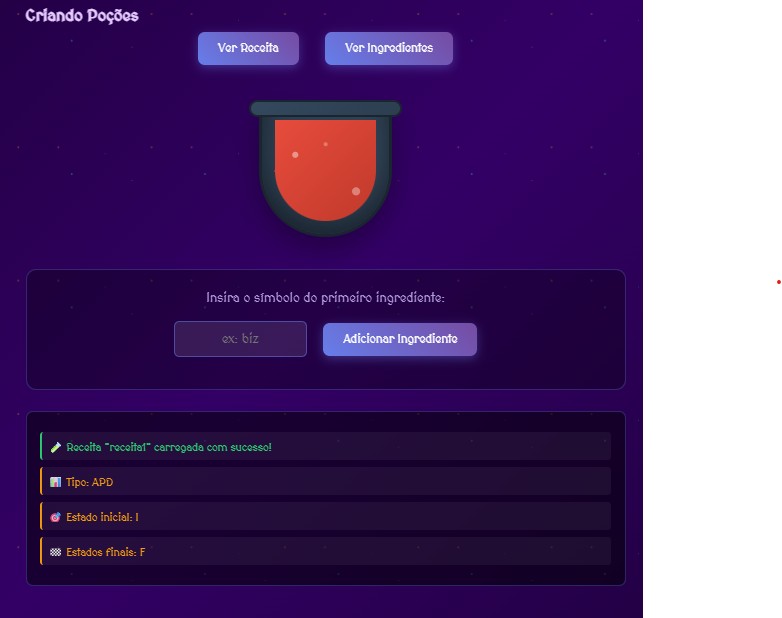 Criando Poções
Ver Receita
Ver Ingredientes
Insira o símbolo do primeiro ingrediente:
ex: biz
Adicionar Ingrediente
Receita "receita1" carregada com sucesso!
Tipo: APD
Estado inicial: I
Estados finais: F